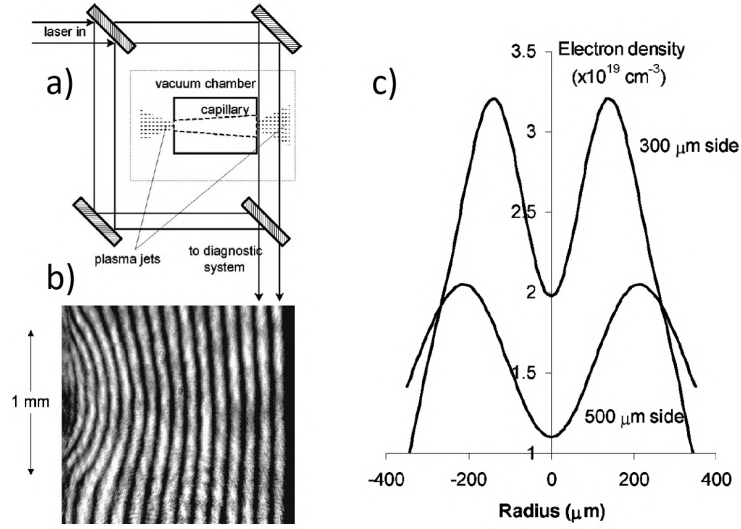 a)
laser in
vacuum chamber
capillary
plasma jets
to diagnostic
system
b)
1 mm
c)
Electron density
(x10¹⁹ cm⁻³)
300 μm side
500 μm side
3.5
3
2.5
2
1.5
1
-400
-200
0
200
400
Radius (μm)